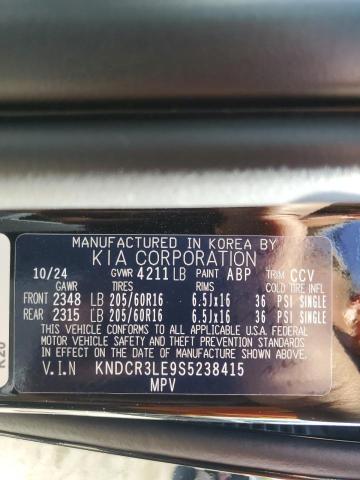 MANUFACTURED IN KOREA BY
KIA CORPORATION
10/24 GVWR 4211 LB PAINT ABP TRIM CCV
GAWR TIRES RIMS COLD TIRE INFL
FRONT 2348 LB 205/60R16 6.5Jx16 36 PSI SINGLE
REAR 2315 LB 205/60R16 6.5Jx16 36 PSI SINGLE
THIS VEHICLE CONFORMS TO ALL APPLICABLE U.S.A. FEDERAL
MOTOR VEHICLE SAFETY AND THEFT PREVENTION STANDARDS
IN EFFECT ON THE DATE OF MANUFACTURE SHOWN ABOVE.
V.I.N KNDCR3LE9S5238415
MPV